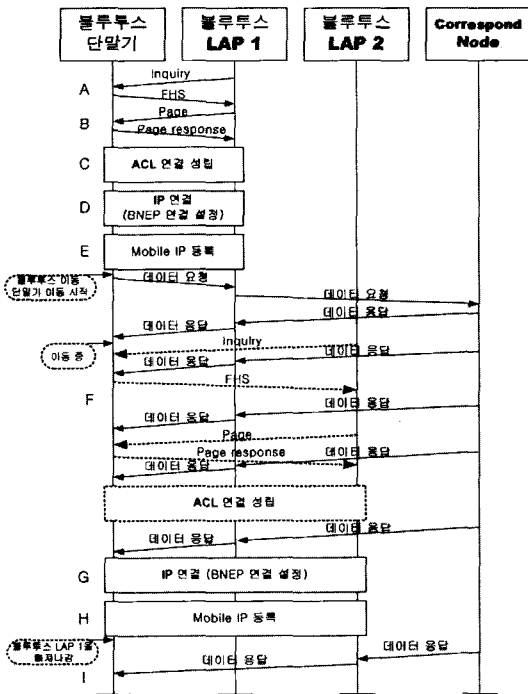 블루투스
단말기
블루투스
LAP 1
블루투스
LAP 2
Correspond
Node
A
Inquiry
FHS
B
Page
Page response
C
ACL 연결 성립
D
IP 연결
(BNEP 연결 설정)
E
Mobile IP 등록
블루투스 이동
단말기 이동 시작
데이터 요청
데이터 요청
데이터 응답
데이터 응답
Inquiry
이동 중
데이터 응답
데이터 응답
FHS
F
데이터 응답
데이터 응답
Page
Page response
데이터 응답
데이터 응답
ACL 연결 성립
데이터 응답
데이터 응답
G
IP 연결 (BNEP 연결 설정)
H
Mobile IP 등록
블루투스 LAP 1을
빠져나감
데이터 응답
데이터 응답
I